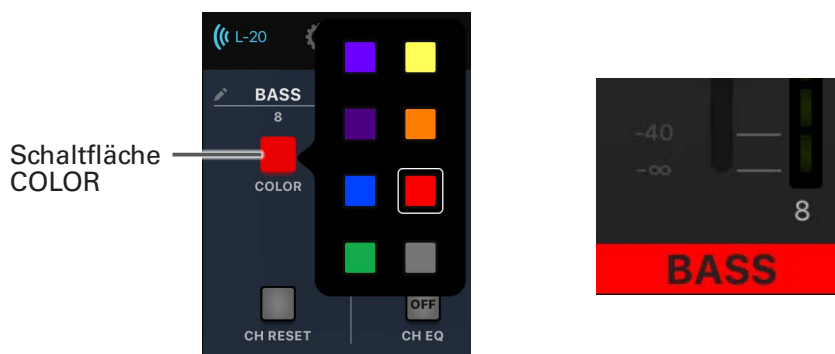 L-20
BASS
8
Schaltfläche
COLOR
COLOR
OFF
CH RESET
CH EQ
-40
-∞
8
BASS